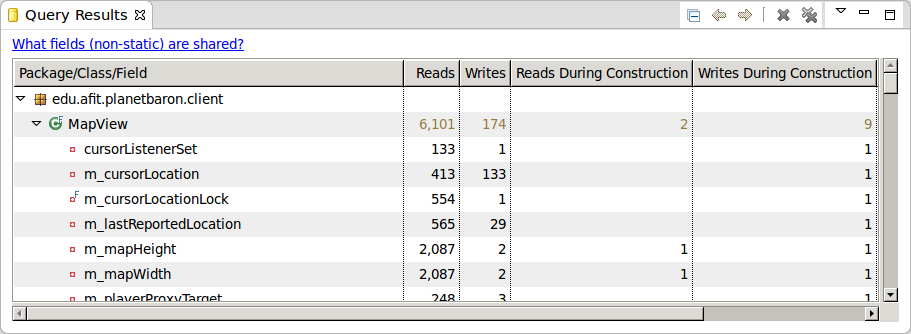 Query Results
What fields (non-static) are shared?
Package/Class/Field Reads Writes Reads During Construction Writes During Construction
edu.afit.planetbaron.client
MapView 6,101 174 2 9
cursorListenerSet 133 1 1
m_cursorLocation 413 133 1
m_cursorLocationLock 554 1 1
m_lastReportedLocation 565 29 1
m_mapHeight 2,087 2 1 1
m_mapWidth 2,087 2 1 1
m_playerProxyTarget 248 3 1